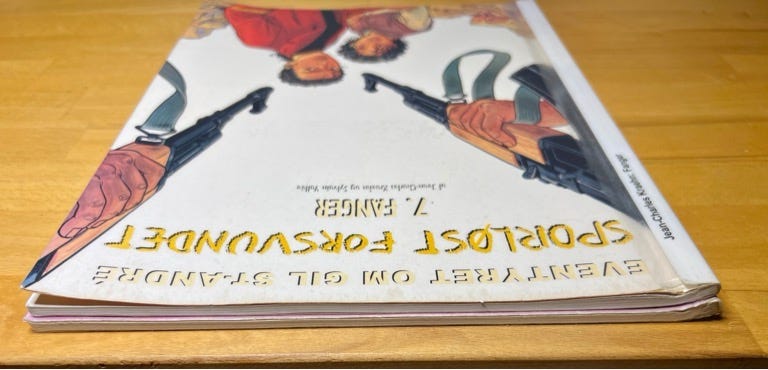 EVENTYRET OM GIL ST.ANDRÉ
SPORLØST FORSVUNDET
7. FANGER
af Jean-Charles Kraehn og Sylvain Vallée
Jean-Charles Kraehn: Fanger